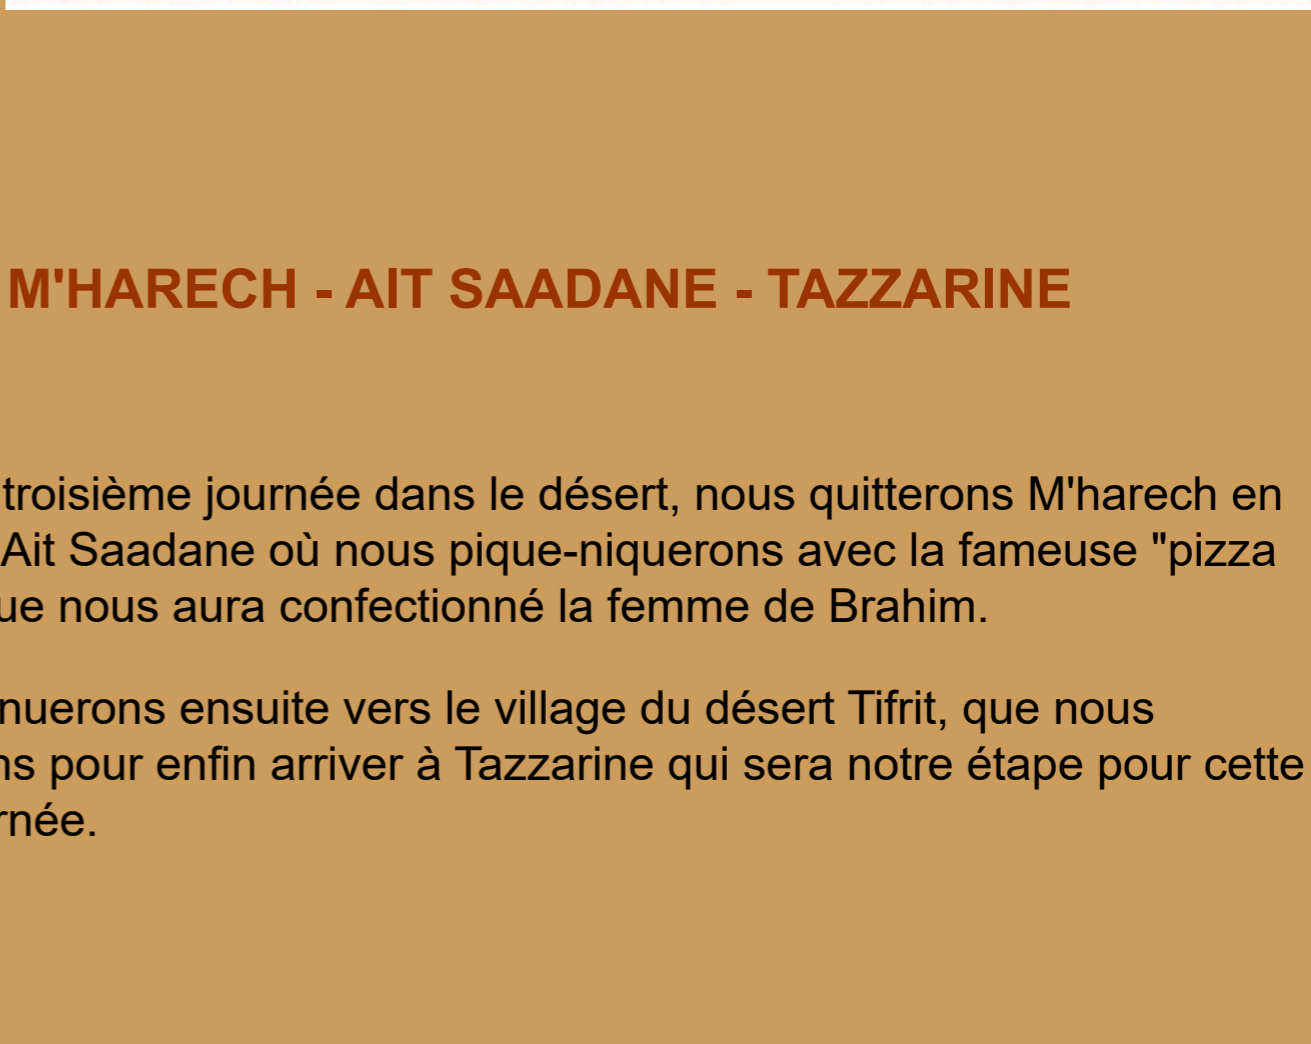 M'HARECH - AIT SAADANE - TAZZARINE
troisième journée dans le désert, nous quitterons M'harech en
Ait Saadane où nous pique-niquerons avec la fameuse "pizza
ue nous aura confectionné la femme de Brahim.
nuerons ensuite vers le village du désert Tifrit, que nous
ns pour enfin arriver à Tazzarine qui sera notre étape pour cette
rnée.